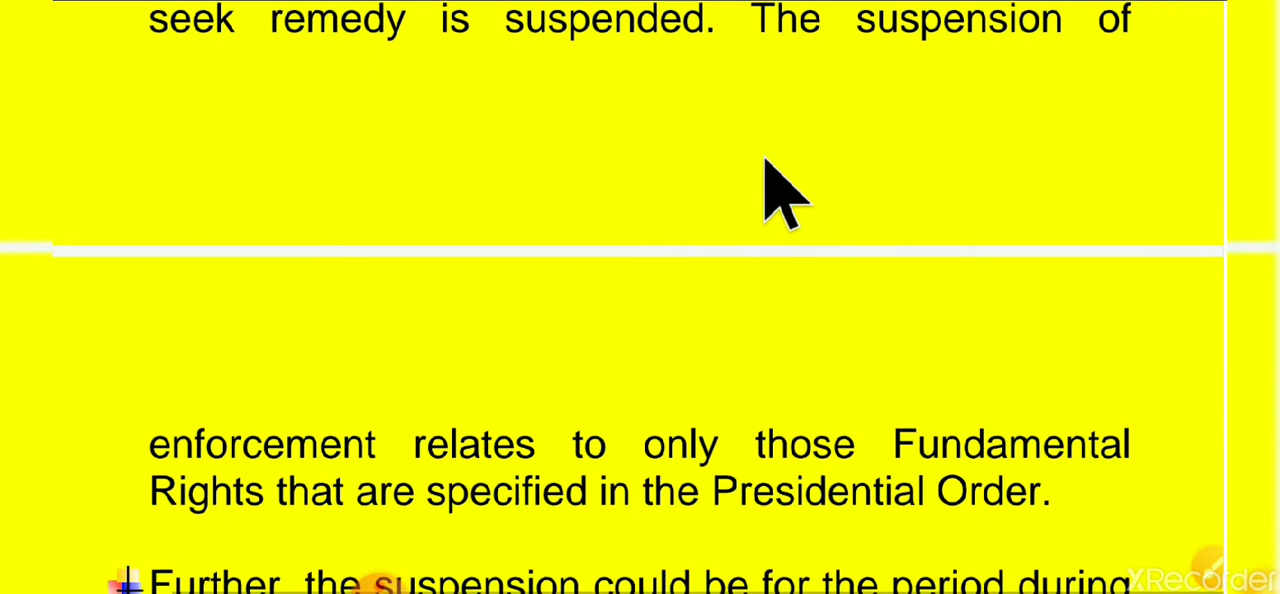 seek remedy is suspended. The suspension of
enforcement relates to only those Fundamental
Rights that are specified in the Presidential Order.
Further, the suspension could be for the period during
XRecorder